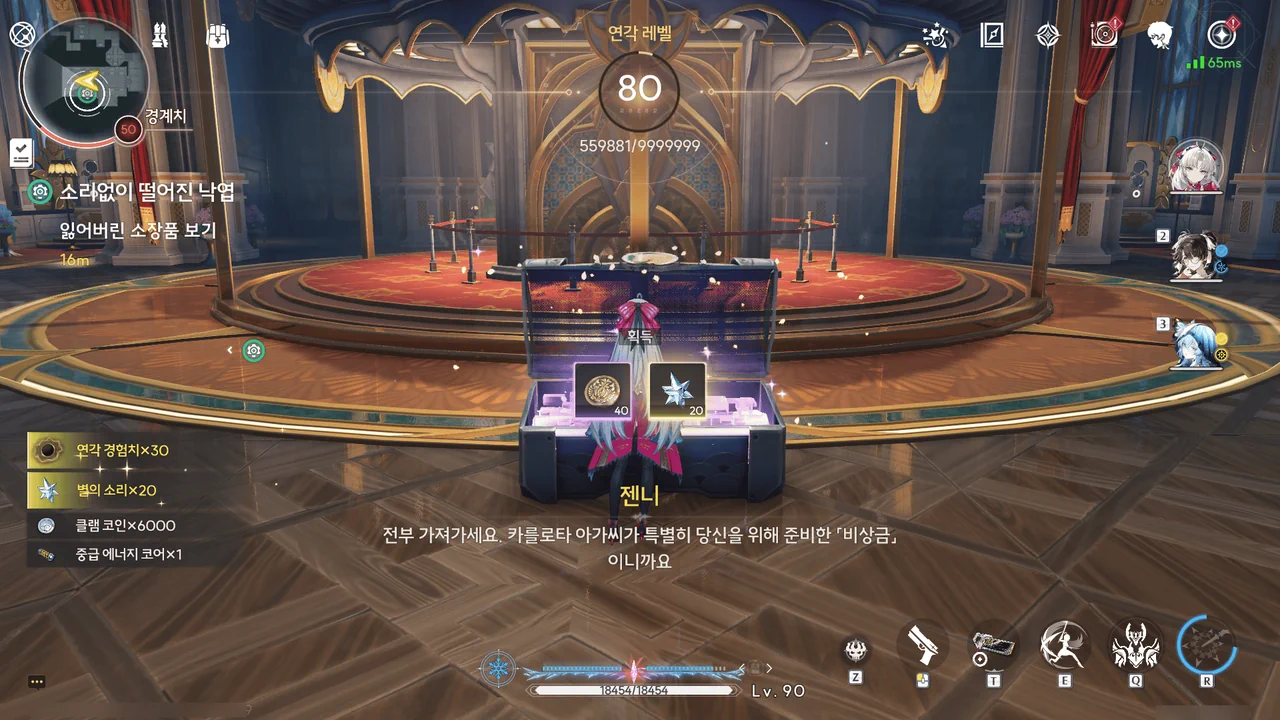 연각 레벨
80
559881/9999999
65ms
50
경계치
소리없이 떨어진 낙엽
잃어버린 소장품 보기
16m
2
3
획득
40
20
연각 경험치×30
별의 소리×20
클램 코인×6000
중급 에너지 코어×1
젠니
전부 가져가세요. 카를로타 아가씨가 특별히 당신을 위해 준비한 「비상금」
이니까요
18454/18454
Lv. 90
Z
T
E
Q
R